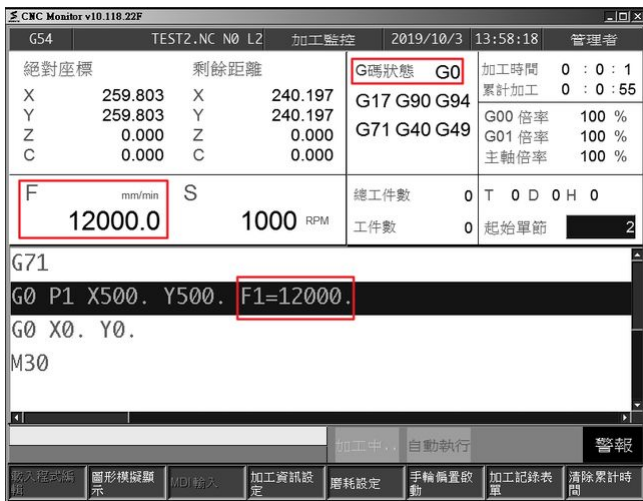 CNC Monitor v10.118.22F
G54 TEST2.NC N0 L2 加工監控 2019/10/3 13:58:18 管理者
絕對座標 剩餘距離 G碼狀態 G0 加工時間 0 : 0 : 1
累計加工 0 : 0 : 55
X 259.803 X 240.197 G17 G90 G94
Y 259.803 Y 240.197 G00 倍率 100 %
Z 0.000 Z 0.000 G71 G40 G49 G01 倍率 100 %
C 0.000 C 0.000 主軸倍率 100 %
F mm/min S 總工件數 0 T 0 D 0 H 0
12000.0 1000 RPM 工件數 0 起始單節 2
G71
G0 P1 X500. Y500. F1=12000.
G0 X0. Y0.
M30
加工中.. 自動執行 警報
載入程式編輯 圖形模擬顯示 MDI 輸入 加工資訊設定 磨耗設定 手輪偏置啟動 加工記錄表單 清除累計時間